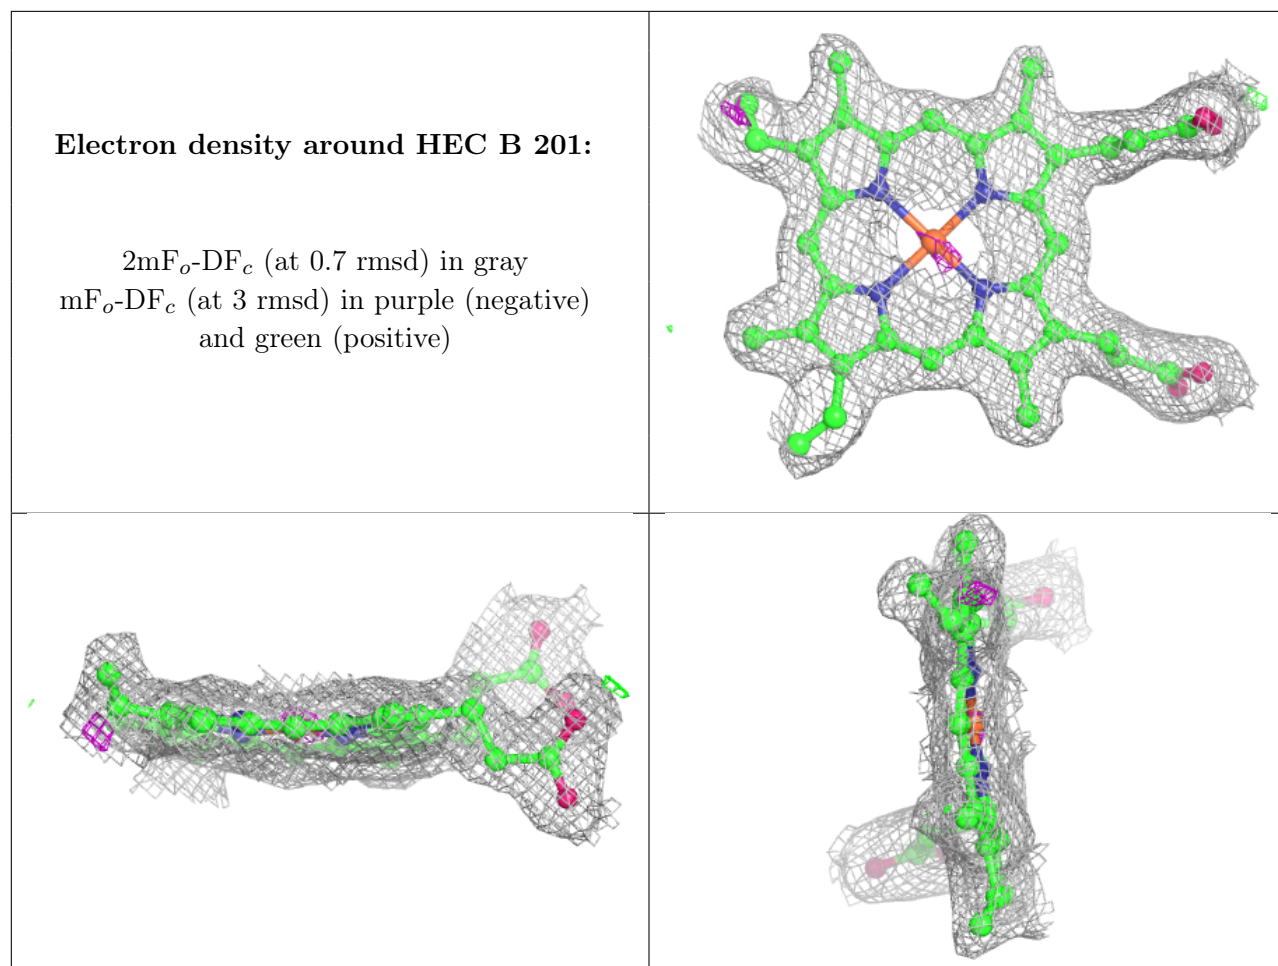 Electron density around HEC B 201:
2mFo-DFc (at 0.7 rmsd) in gray
mFo-DFc (at 3 rmsd) in purple (negative)
and green (positive)